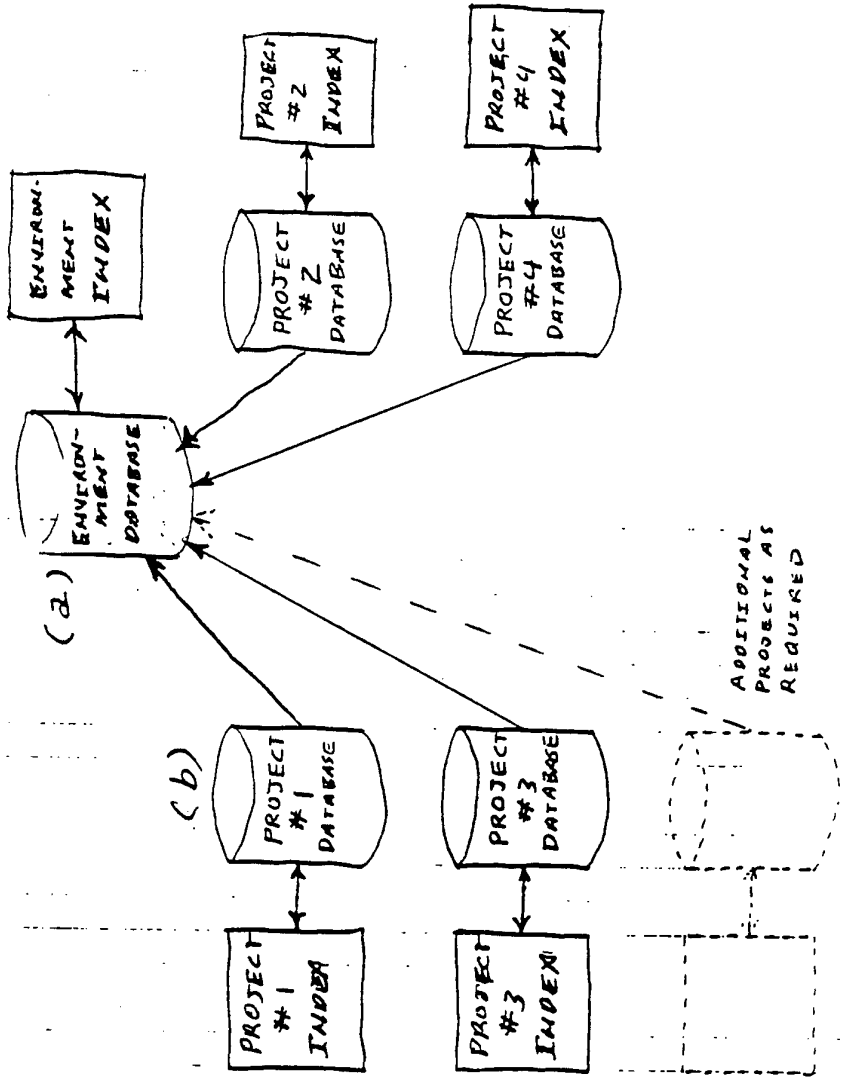 (a)
ENVIRON-
MENT
DATABASE
ENVIRON-
MENT
INDEX
(b)
PROJECT
#1
INDEX
PROJECT
#1
DATABASE
PROJECT
#2
DATABASE
PROJECT
#2
INDEX
PROJECT
#3
INDEX
PROJECT
#3
DATABASE
PROJECT
#4
DATABASE
PROJECT
#4
INDEX
ADDITIONAL
PROJECTS AS
REQUIRED